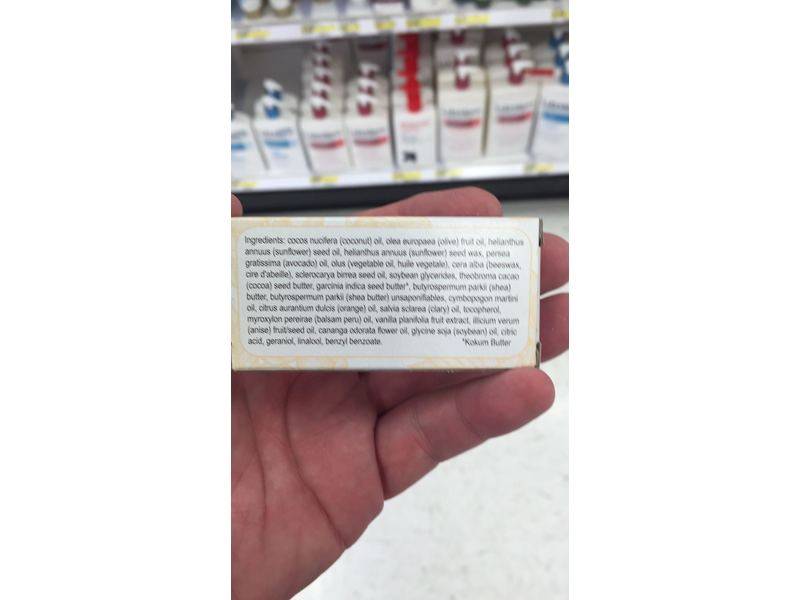 Ingredients: cocos nucifera (coconut) oil, olea europaea (olive) fruit oil, helianthus
annuus (sunflower) seed oil, helianthus annuus (sunflower) seed wax, persea
gratissima (avocado) oil, olus (vegetable oil, huile vegetale), cera alba (beeswax,
cire d'abeille), sclerocarya birrea seed oil, soybean glycerides, theobroma cacao
(cocoa) seed butter, garcinia indica seed butter*, butyrospermum parkii (shea)
butter, butyrospermum parkii (shea butter) unsaponifiables, cymbopogon martini
oil, citrus aurantium dulcis (orange) oil, salvia sclarea (clary) oil, tocopherol,
myroxylon pereirae (balsam peru) oil, vanilla planifolia fruit extract, illicium verum
(anise) fruit/seed oil, cananga odorata flower oil, glycine soja (soybean) oil, citric
acid, geraniol, linalool, benzyl benzoate. *Kokum Butter